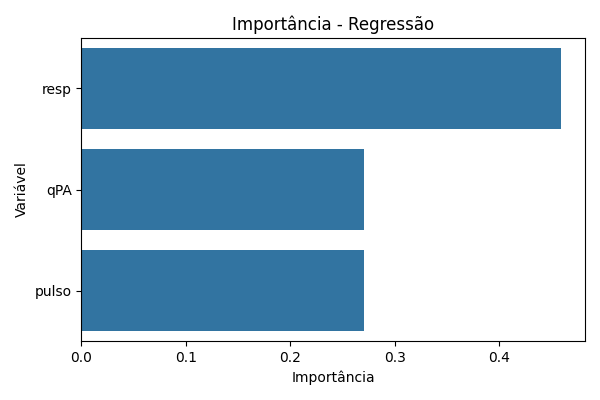 Importância - Regressão
Variável
resp
qPA
pulso
0.0 0.1 0.2 0.3 0.4
Importância